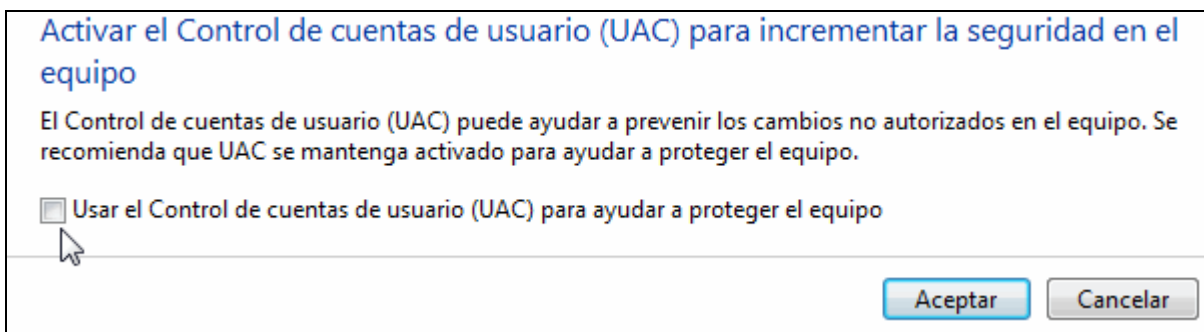 Activar el Control de cuentas de usuario (UAC) para incrementar la seguridad en el
equipo
El Control de cuentas de usuario (UAC) puede ayudar a prevenir los cambios no autorizados en el equipo. Se
recomienda que UAC se mantenga activado para ayudar a proteger el equipo.
Usar el Control de cuentas de usuario (UAC) para ayudar a proteger el equipo
Aceptar Cancelar